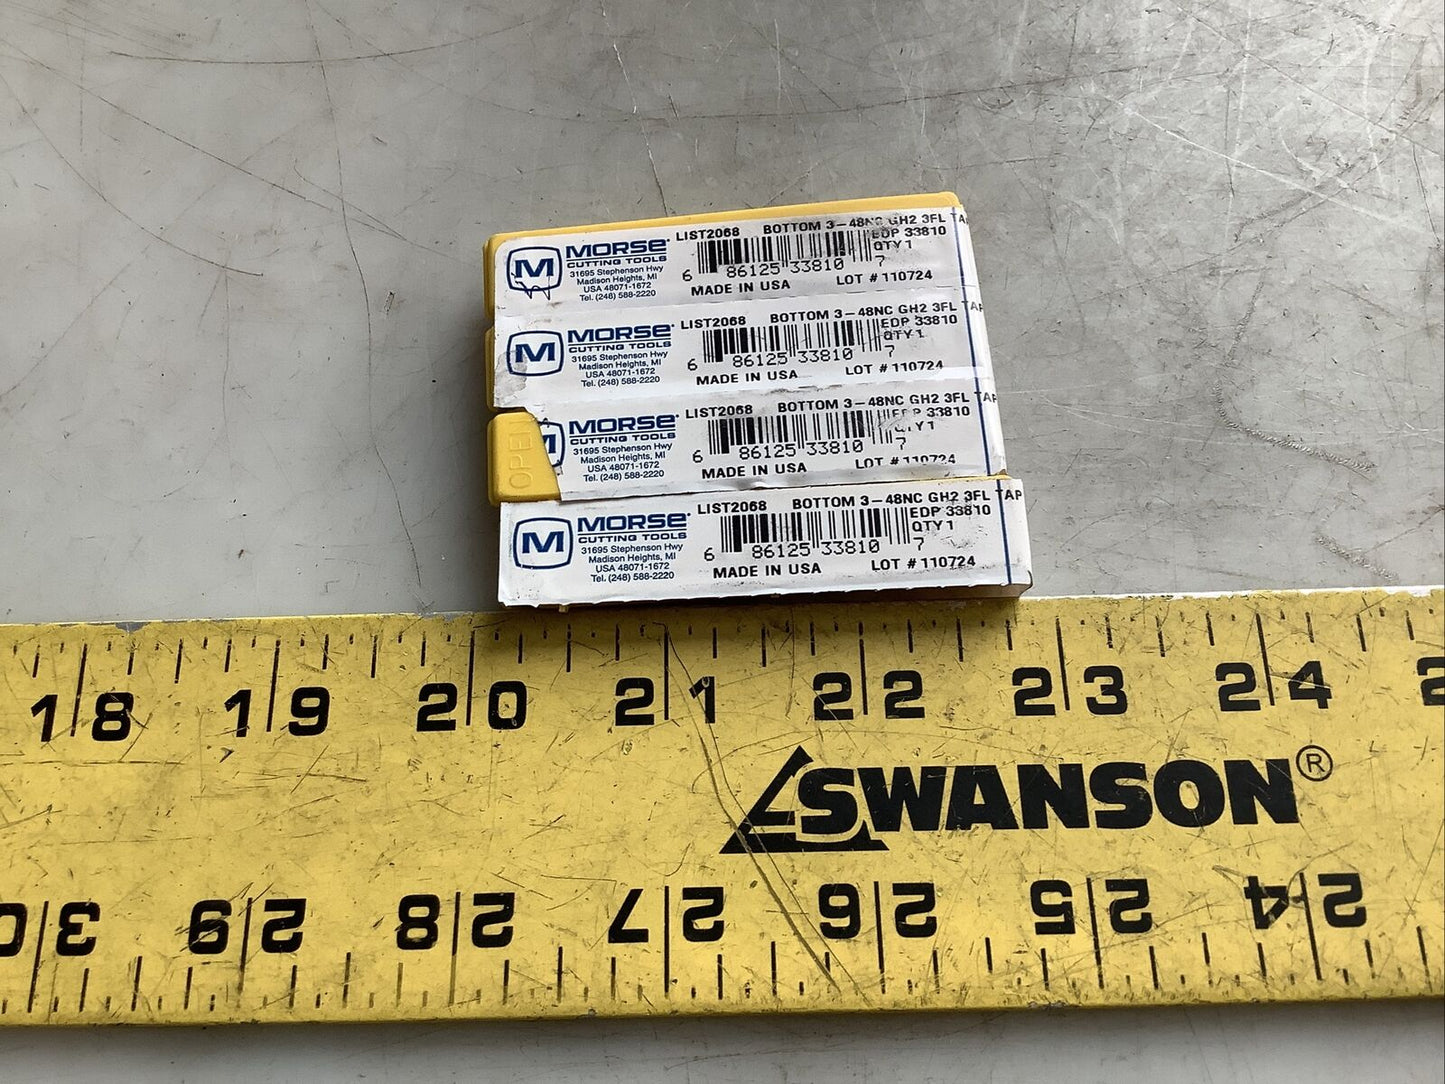 M MORSE CUTTING TOOLS
31695 Stephenson Hwy
Madison Heights, MI
USA 48071-1672
Tel. (248) 588-2220
LIST2068 BOTTOM 3-48NC GH2 3FL
EDP 33810
QTY 1
6 86125 33810 7
MADE IN USA LOT # 110724
M MORSE CUTTING TOOLS
31695 Stephenson Hwy
Madison Heights, MI
USA 48071-1672
Tel. (248) 588-2220
LIST2068 BOTTOM 3-48NC GH2 3FL TAP
EDP 33810
QTY 1
6 86125 33810 7
MADE IN USA LOT # 110724
OPEN
MORSE CUTTING TOOLS
31695 Stephenson Hwy
Madison Heights, MI
USA 48071-1672
Tel. (248) 588-2220
LIST2068 BOTTOM 3-48NC GH2 3FL TAP
EDP 33810
QTY 1
6 86125 33810 7
MADE IN USA LOT # 110724
M MORSE CUTTING TOOLS
31695 Stephenson Hwy
Madison Heights, MI
USA 48071-1672
Tel. (248) 588-2220
LIST2068 BOTTOM 3-48NC GH2 3FL TAP
EDP 33810
QTY 1
6 86125 33810 7
MADE IN USA LOT # 110724
18 19 20 21 22 23 24
SWANSON®
30 29 28 27 26 25 24